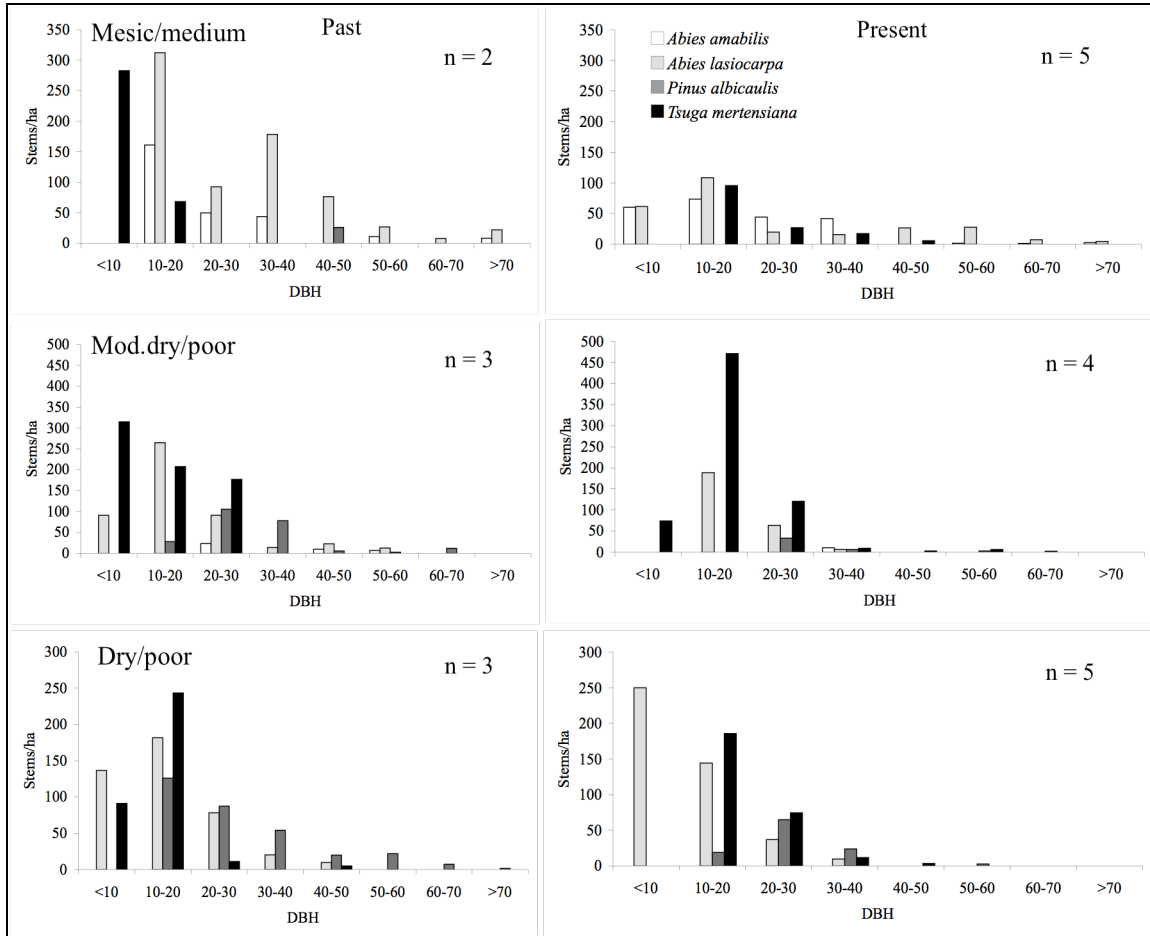 Mesic/medium
Past
n = 2
350
300
250
200
150
100
50
0
Stems/ha
<10 10-20 20-30 30-40 40-50 50-60 60-70 >70
DBH
Present
n = 5
Abies amabilis
Abies lasiocarpa
Pinus albicaulis
Tsuga mertensiana
350
300
250
200
150
100
50
0
Stems/ha
<10 10-20 20-30 30-40 40-50 50-60 60-70 >70
DBH
Mod.dry/poor
n = 3
500
450
400
350
300
250
200
150
100
50
0
Stems/ha
<10 10-20 20-30 30-40 40-50 50-60 60-70 >70
DBH
n = 4
500
450
400
350
300
250
200
150
100
50
0
Stems/ha
<10 10-20 20-30 30-40 40-50 50-60 60-70 >70
DBH
Dry/poor
n = 3
300
250
200
150
100
50
0
Stems/ha
<10 10-20 20-30 30-40 40-50 50-60 60-70 >70
DBH
n = 5
300
250
200
150
100
50
0
Stems/ha
<10 10-20 20-30 30-40 40-50 50-60 60-70 >70
DBH